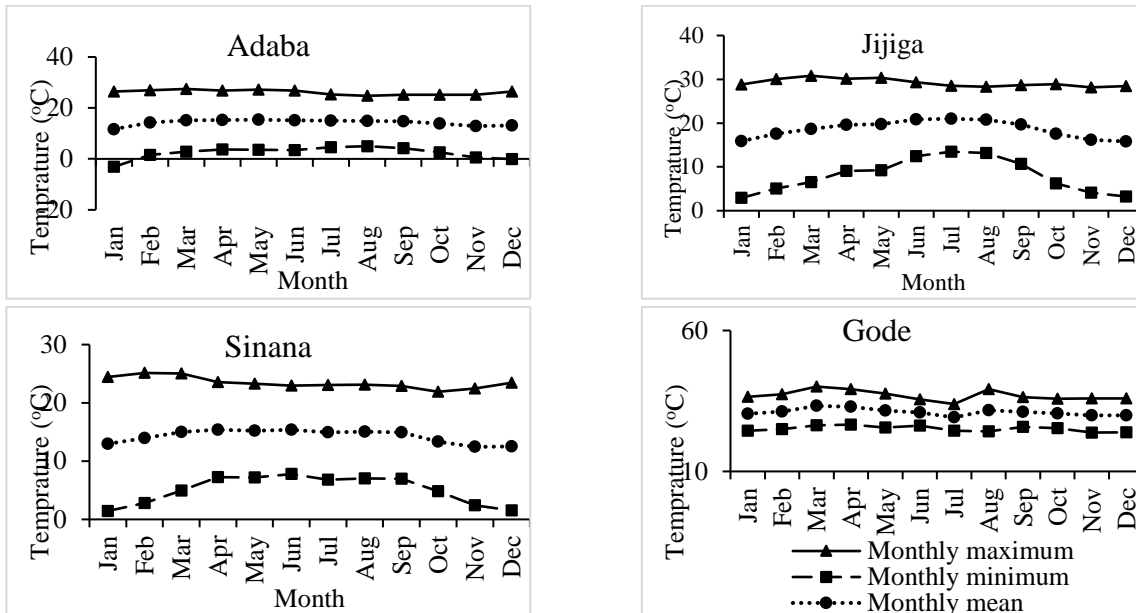 Adaba
Temprature (°C)
40
20
0
20
Jan Feb Mar Apr May Jun Jul Aug Sep Oct Nov Dec
Month
Jijiga
Temprature (°C)
40
30
20
10
0
Jan Feb Mar Apr May Jun Jul Aug Sep Oct Nov Dec
Month
Sinana
Temprature (°C)
30
20
10
0
Jan Feb Mar Apr May Jun Jul Aug Sep Oct Nov Dec
Month
Gode
Temprature (°C)
60
10
Jan Feb Mar Apr May Jun Jul Aug Sep Oct Nov Dec
Monthly maximum
Monthly minimum
Monthly mean